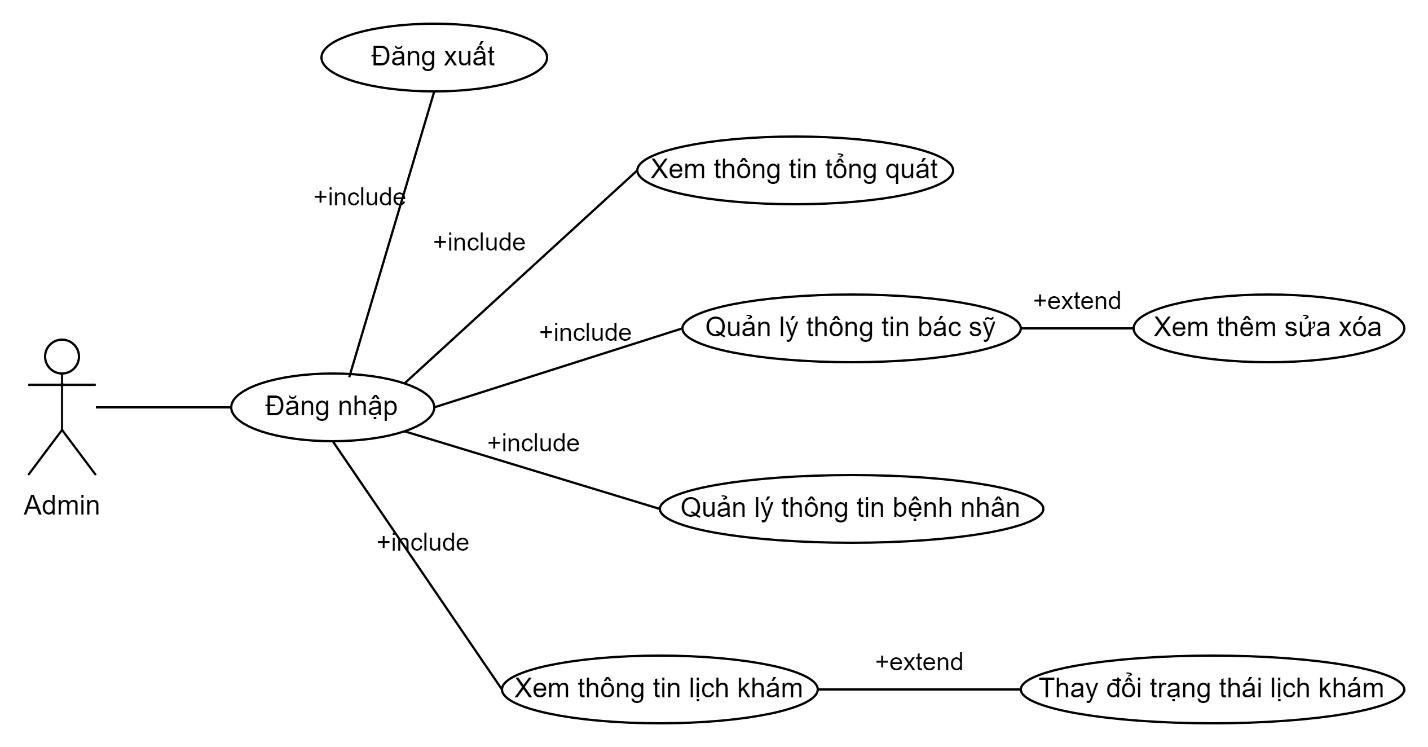 Đăng xuất
Xem thông tin tổng quát
+include
+include
+extend
Quản lý thông tin bác sỹ
Xem thêm sửa xóa
+include
Đăng nhập
+include
Admin
Quản lý thông tin bệnh nhân
+include
+extend
Xem thông tin lịch khám
Thay đổi trạng thái lịch khám